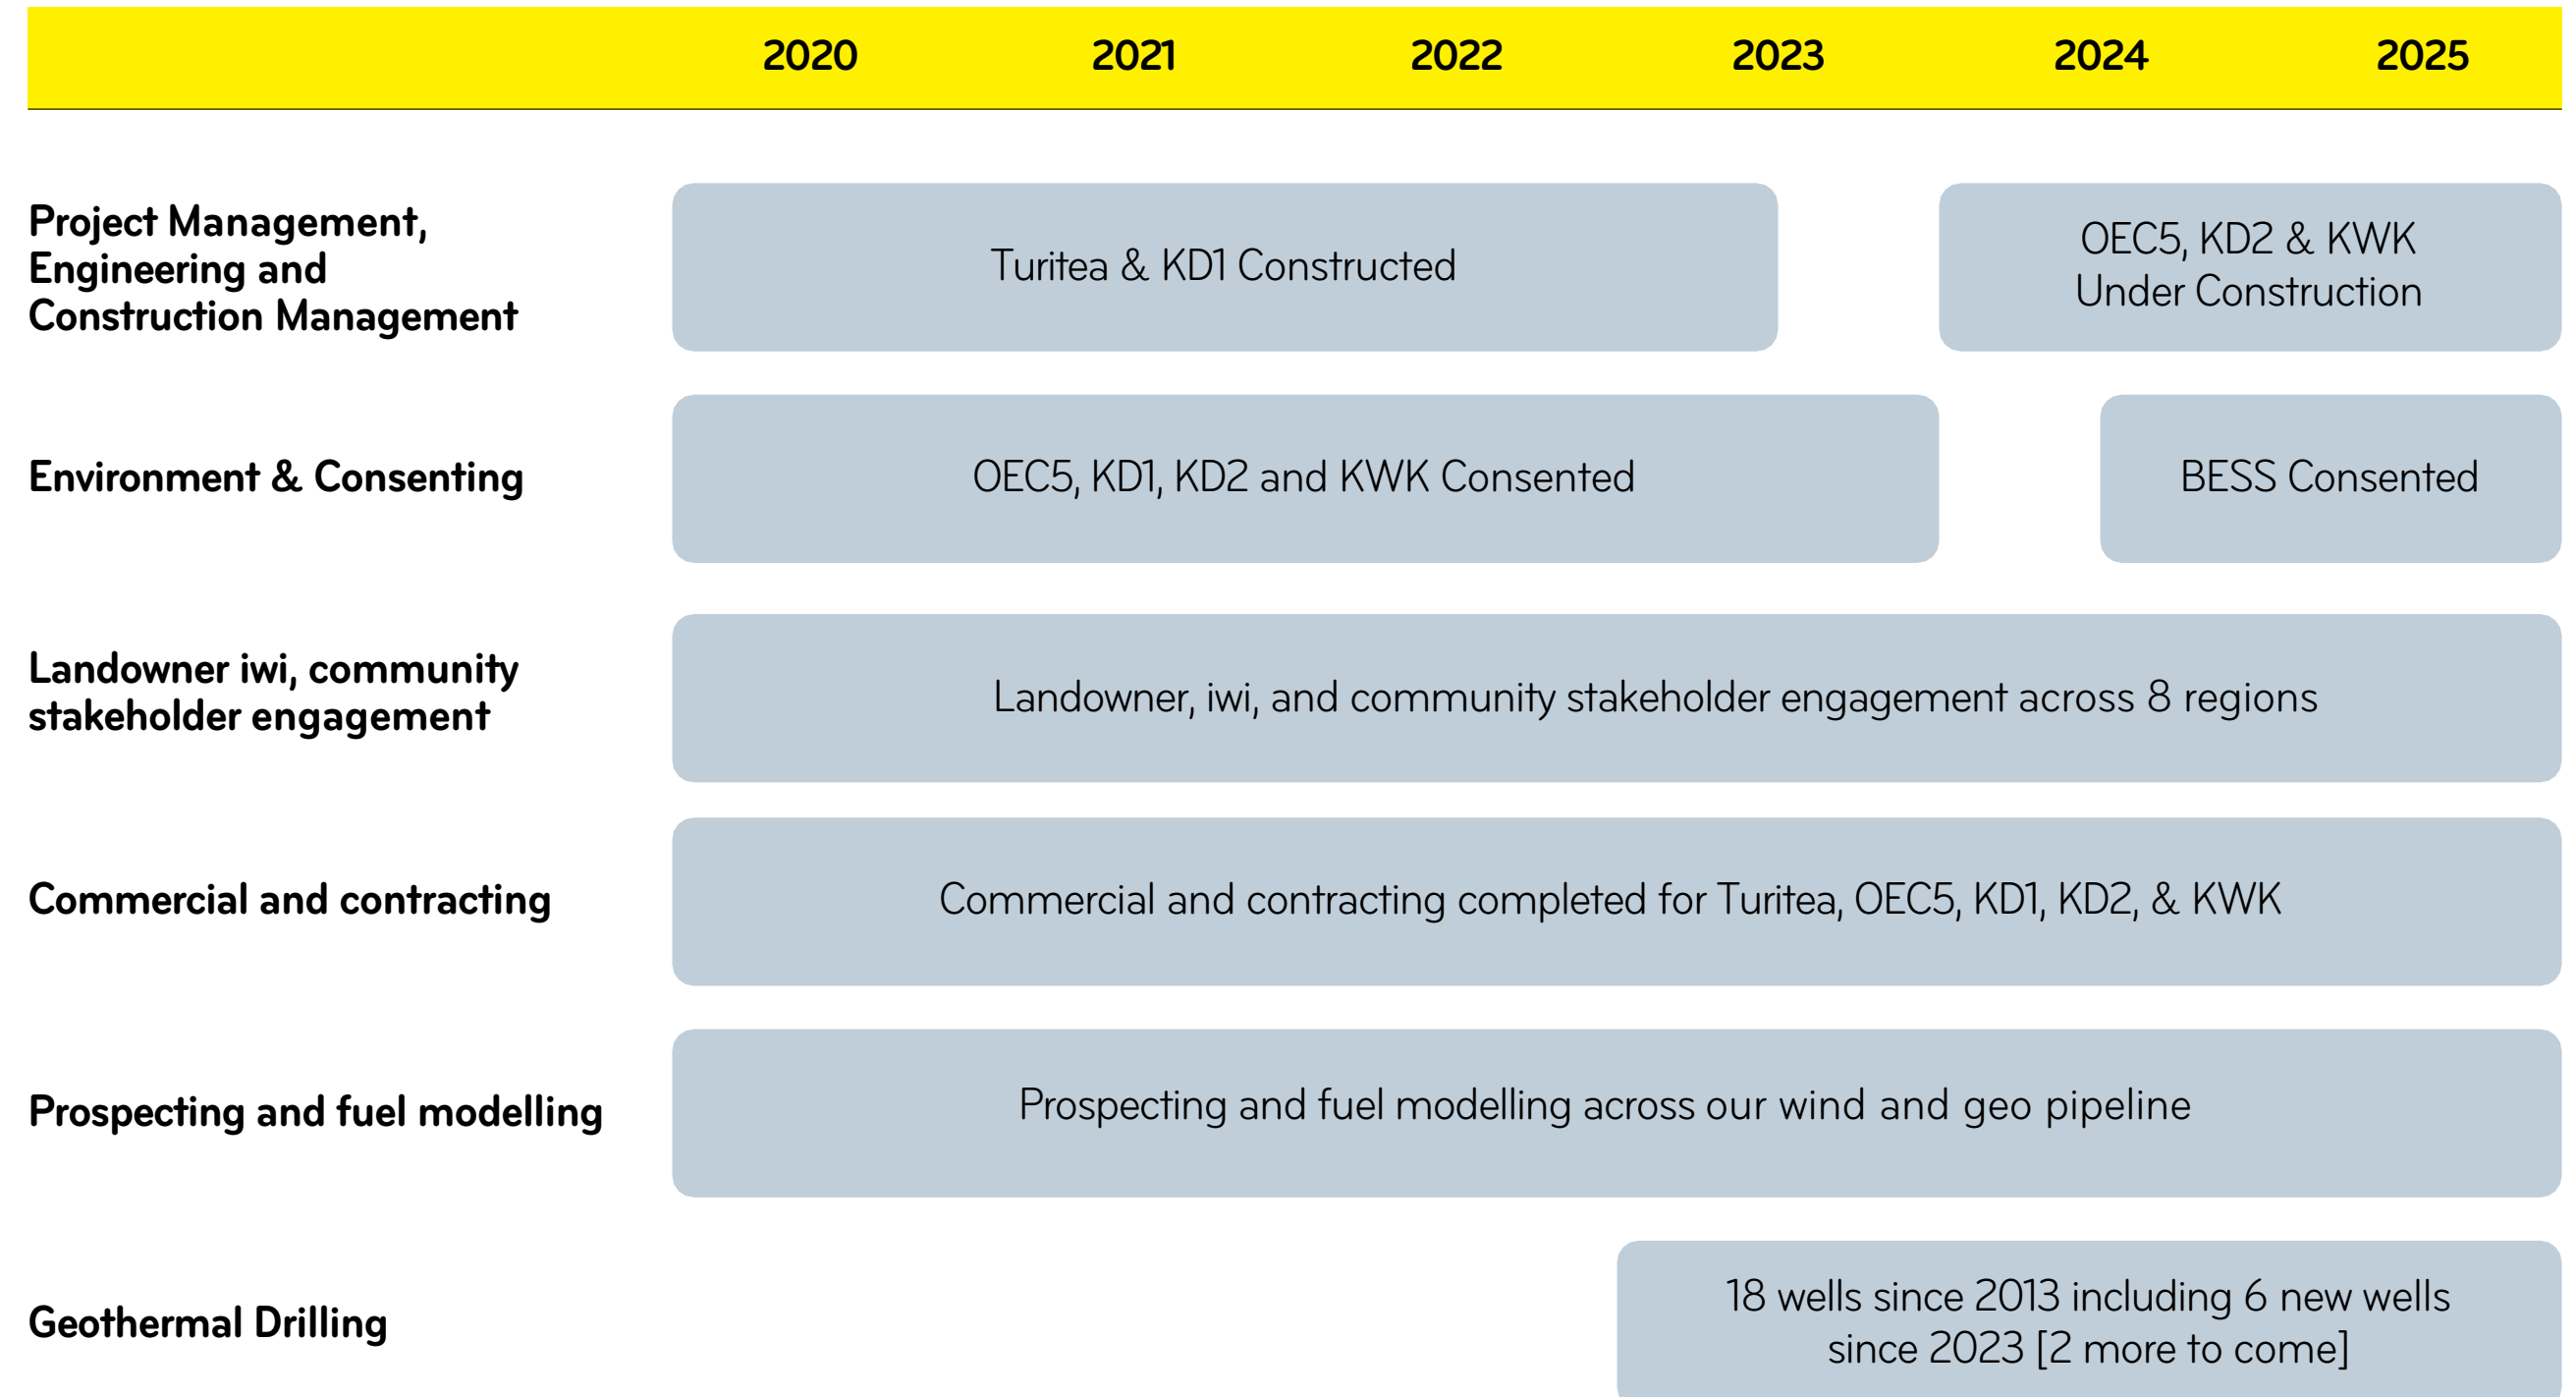 2020 2021 2022 2023 2024 2025
Project Management,
Engineering and
Construction Management
Turitea & KD1 Constructed
OEC5, KD2 & KWK
Under Construction
Environment & Consenting
OEC5, KD1, KD2 and KWK Consented
BESS Consented
Landowner iwi, community
stakeholder engagement
Landowner, iwi, and community stakeholder engagement across 8 regions
Commercial and contracting
Commercial and contracting completed for Turitea, OEC5, KD1, KD2, & KWK
Prospecting and fuel modelling
Prospecting and fuel modelling across our wind and geo pipeline
Geothermal Drilling
18 wells since 2013 including 6 new wells
since 2023 [2 more to come]